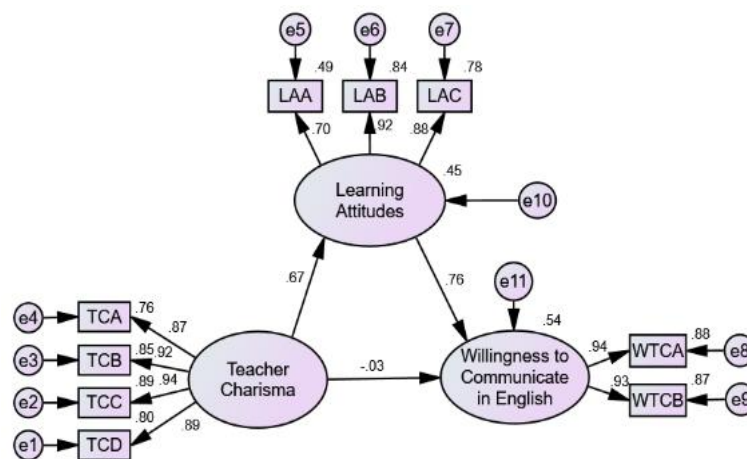 e5 e6 e7
.49 .84 .78
LAA LAB LAC
.70 .92 .88
.45
Learning
Attitudes
e10
.67 .76
e11
.54
e4 TCA .76
.87
e3 TCB .85 .92
e2 TCC .89 .94
e1 TCD .80 .89
Teacher
Charisma
-.03
Willingness to
Communicate
in English
.94 WTCA .88 e8
.93 WTCB .87 e9